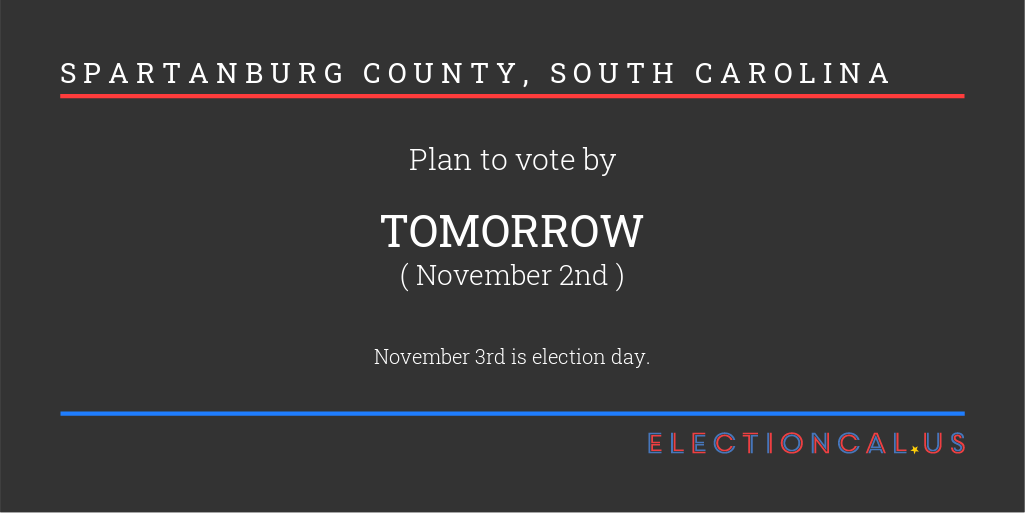 SPARTANBURG COUNTY, SOUTH CAROLINA
Plan to vote by
TOMORROW
( November 2nd )
November 3rd is election day.
ELECTIONCAL.US